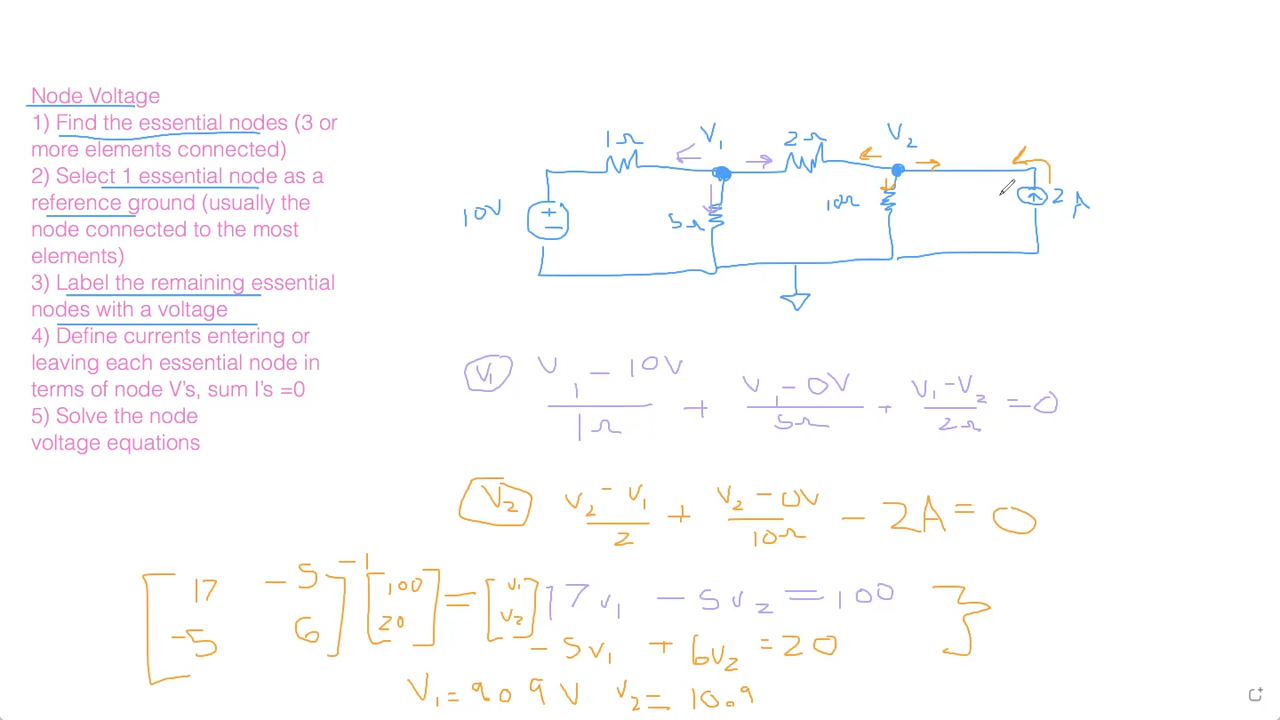 Node Voltage
1) Find the essential nodes (3 or
more elements connected)
2) Select 1 essential node as a
reference ground (usually the
node connected to the most
elements)
3) Label the remaining essential
nodes with a voltage
4) Define currents entering or
leaving each essential node in
terms of node V's, sum I's =0
5) Solve the node
voltage equations
1Ω V₁ 2Ω V₂
10V + − 5Ω 10Ω 2 A
V₁ (V₁ − 10V)/1Ω + (V₁ − 0V)/5Ω + (V₁ − V₂)/2Ω = 0
V₂ (V₂ − V₁)/2 + (V₂ − 0V)/10Ω − 2A = 0
[17 −5; −5 6]⁻¹ [100; 20] = [V₁; V₂]
17V₁ − 5V₂ = 100
−5V₁ + 6V₂ = 20
V₁ = 9.09V V₂ = 10.9